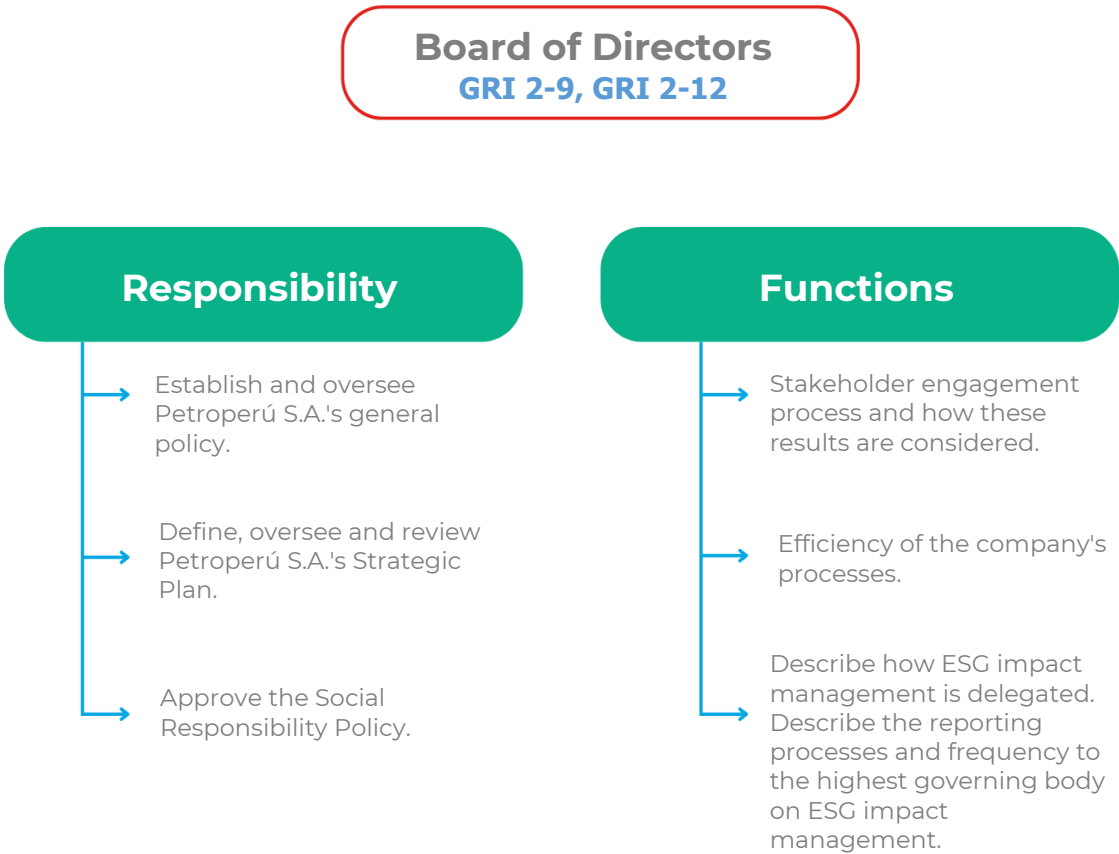 Board of Directors
GRI 2-9, GRI 2-12
Responsibility
Establish and oversee
Petroperú S.A.'s general
policy.
Define, oversee and review
Petroperú S.A.'s Strategic
Plan.
Approve the Social
Responsibility Policy.
Functions
Stakeholder engagement
process and how these
results are considered.
Efficiency of the company's
processes.
Describe how ESG impact
management is delegated.
Describe the reporting
processes and frequency to
the highest governing body
on ESG impact
management.